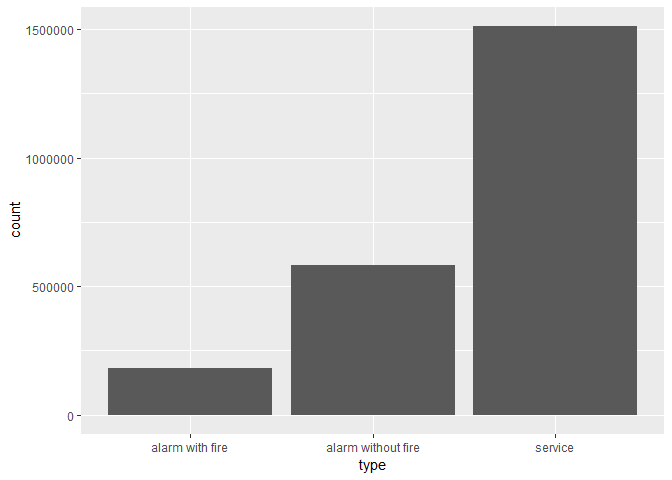 1500000
1000000
500000
0
count
alarm with fire
alarm without fire
service
type